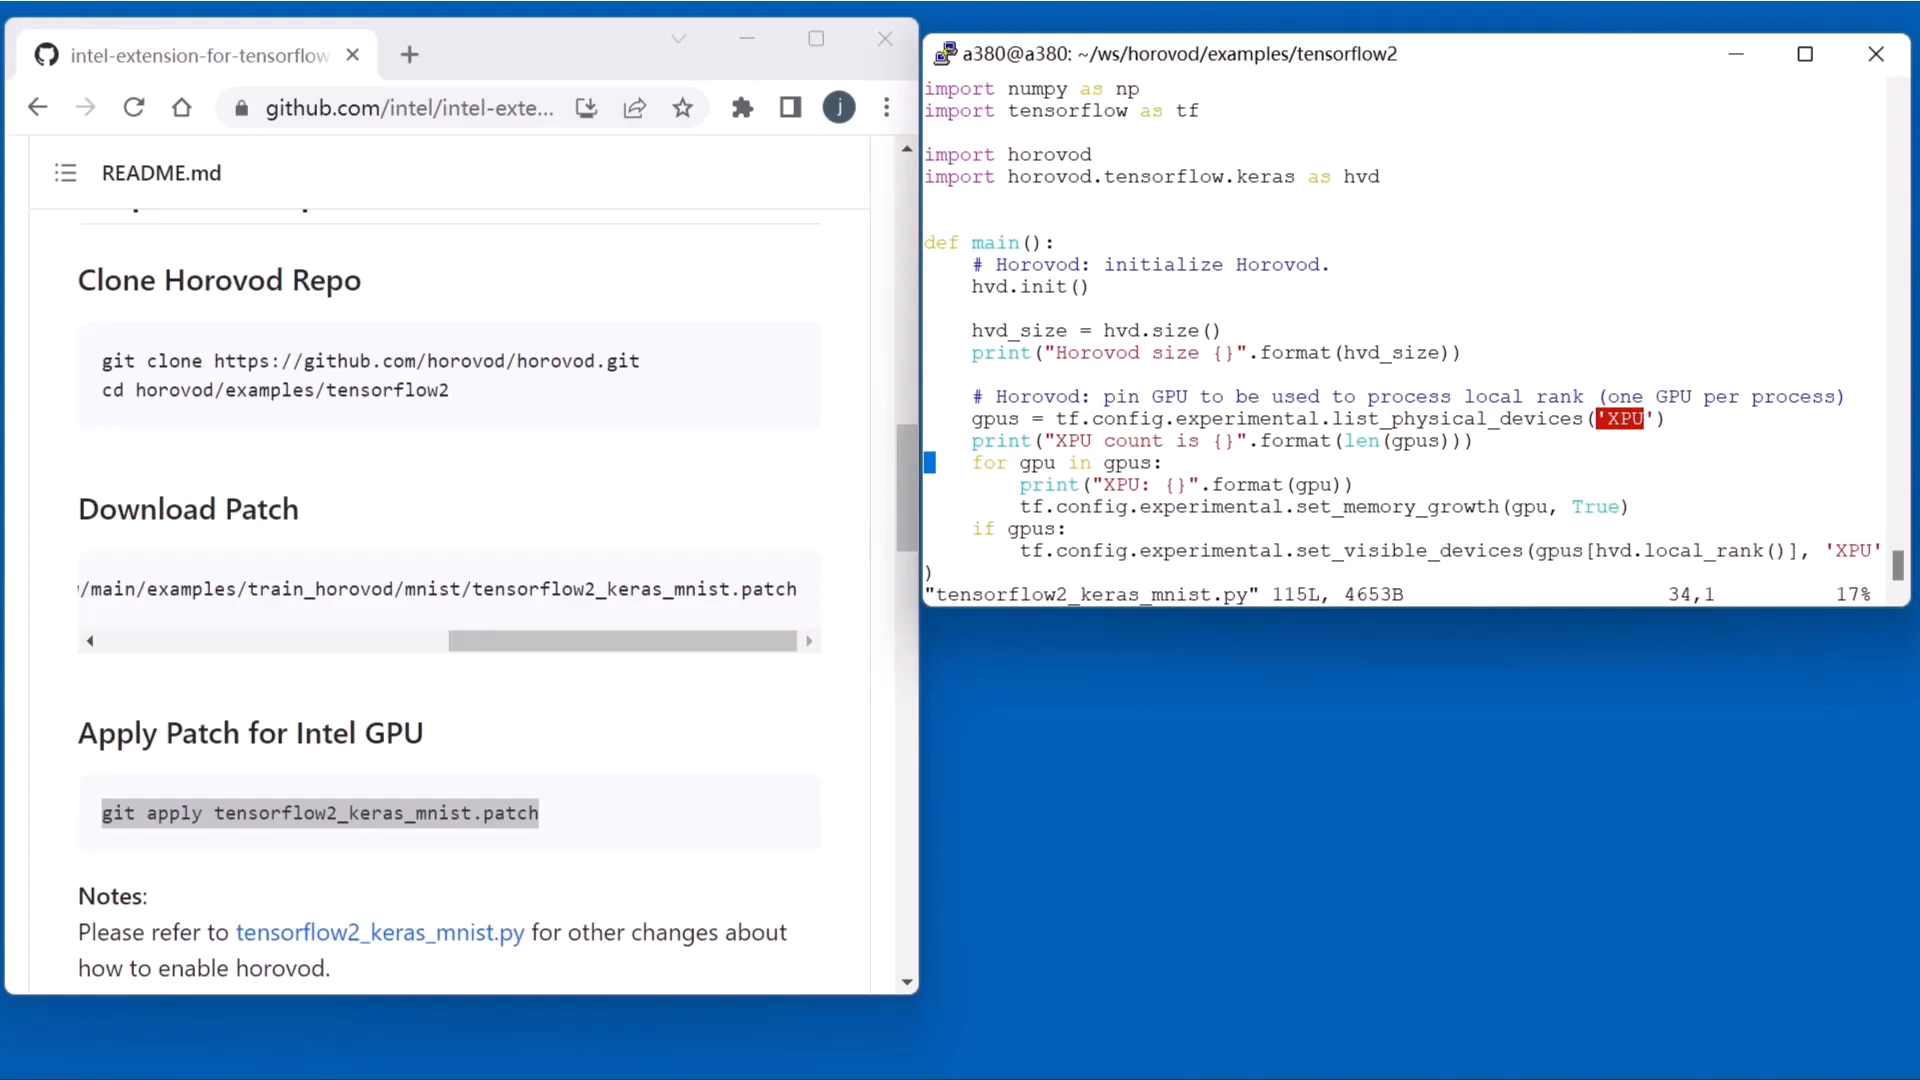 intel-extension-for-tensorflow
github.com/intel/intel-exte...
j
README.md
Clone Horovod Repo
git clone https://github.com/horovod/horovod.git
cd horovod/examples/tensorflow2
Download Patch
/main/examples/train_horovod/mnist/tensorflow2_keras_mnist.patch
Apply Patch for Intel GPU
git apply tensorflow2_keras_mnist.patch
Notes:
Please refer to tensorflow2_keras_mnist.py for other changes about
how to enable horovod.
a380@a380: ~/ws/horovod/examples/tensorflow2
import numpy as np
import tensorflow as tf
import horovod
import horovod.tensorflow.keras as hvd
def main():
# Horovod: initialize Horovod.
hvd.init()
hvd_size = hvd.size()
print("Horovod size {}".format(hvd_size))
# Horovod: pin GPU to be used to process local rank (one GPU per process)
gpus = tf.config.experimental.list_physical_devices('XPU')
print("XPU count is {}".format(len(gpus)))
for gpu in gpus:
print("XPU: {}".format(gpu))
tf.config.experimental.set_memory_growth(gpu, True)
if gpus:
tf.config.experimental.set_visible_devices(gpus[hvd.local_rank()], 'XPU'
)
"tensorflow2_keras_mnist.py" 115L, 4653B 34,1 17%